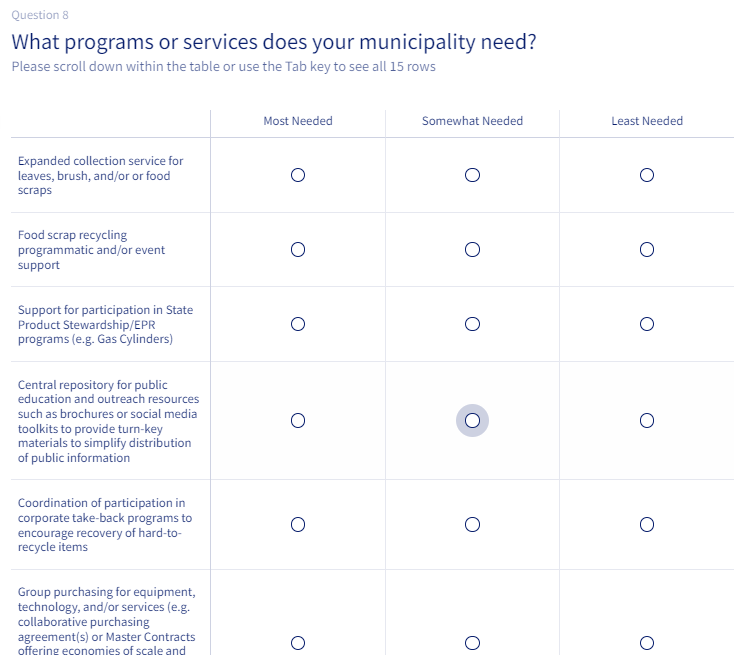 Question 8
What programs or services does your municipality need?
Please scroll down within the table or use the Tab key to see all 15 rows
Most Needed
Somewhat Needed
Least Needed
Expanded collection service for
leaves, brush, and/or or food
scraps
Food scrap recycling
programmatic and/or event
support
Support for participation in State
Product Stewardship/EPR
programs (e.g. Gas Cylinders)
Central repository for public
education and outreach resources
such as brochures or social media
toolkits to provide turn-key
materials to simplify distribution
of public information
Coordination of participation in
corporate take-back programs to
encourage recovery of hard-to-
recycle items
Group purchasing for equipment,
technology, and/or services (e.g.
collaborative purchasing
agreement(s) or Master Contracts
offering economies of scale and